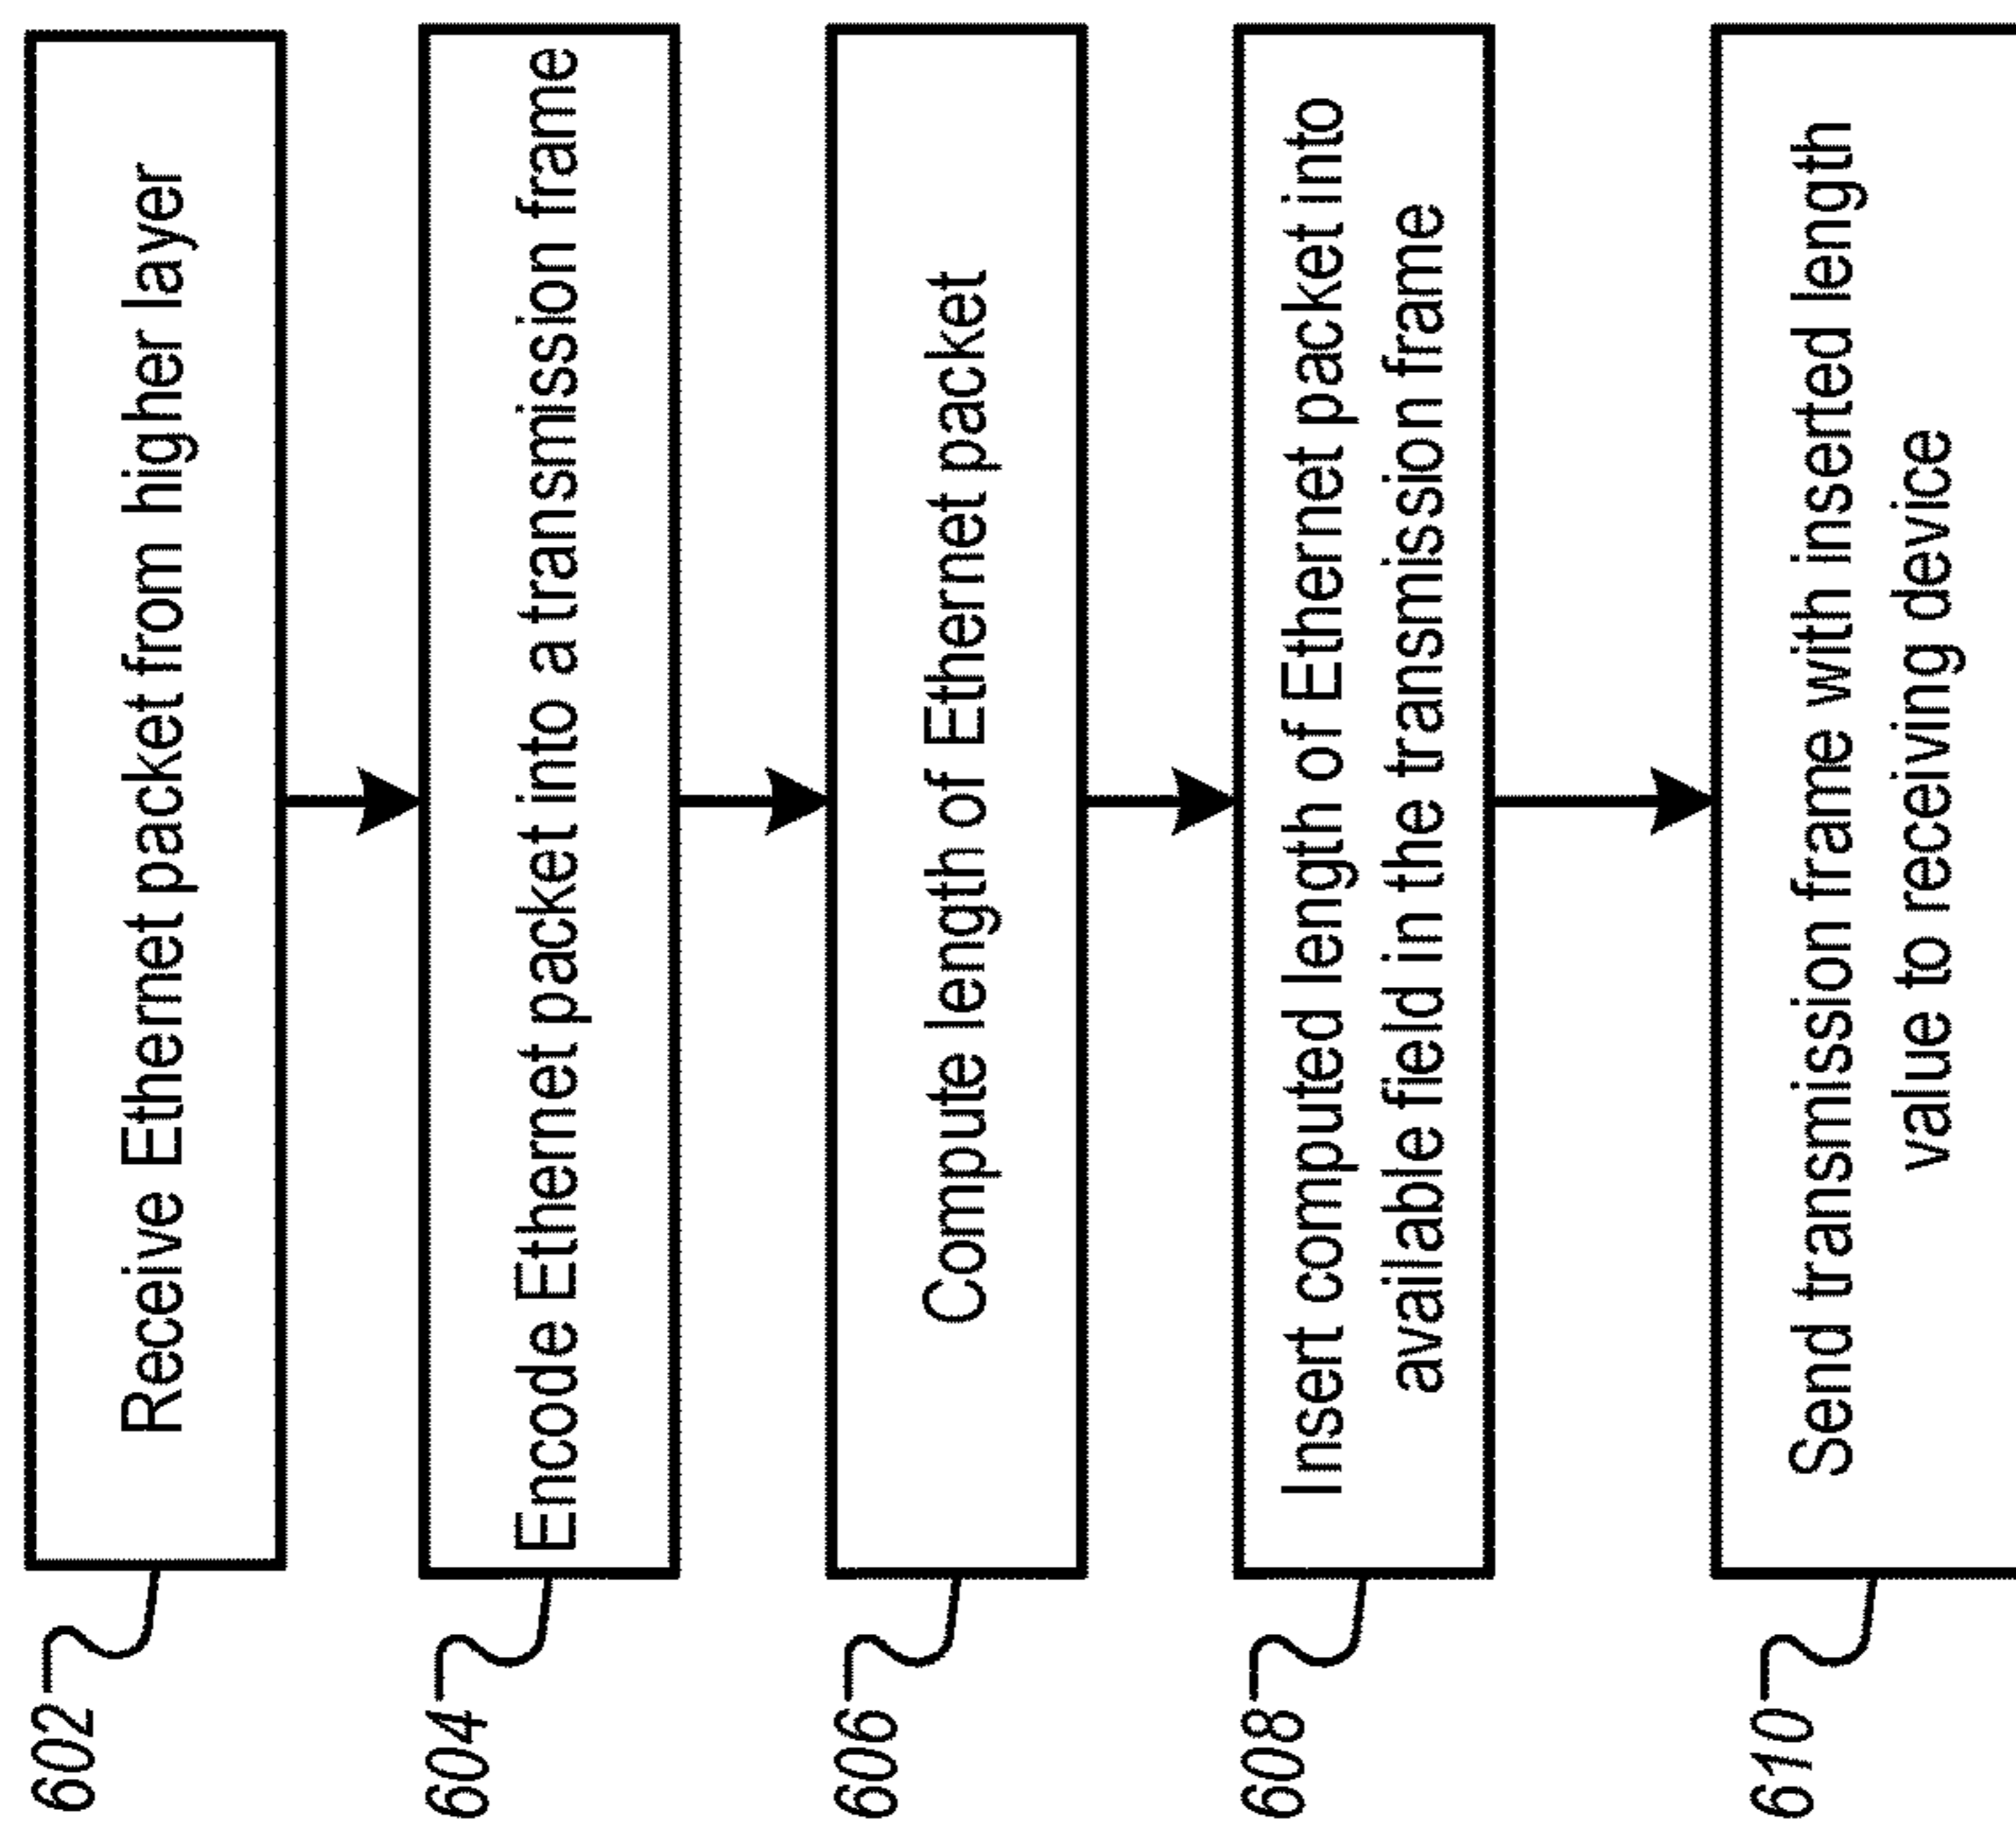 602
Receive Ethernet packet from higher layer
604
Encode Ethernet packet into a transmission frame
606
Compute length of Ethernet packet
608
Insert computed length of Ethernet packet into
available field in the transmission frame
610
Send transmission frame with inserted length
value to receiving device